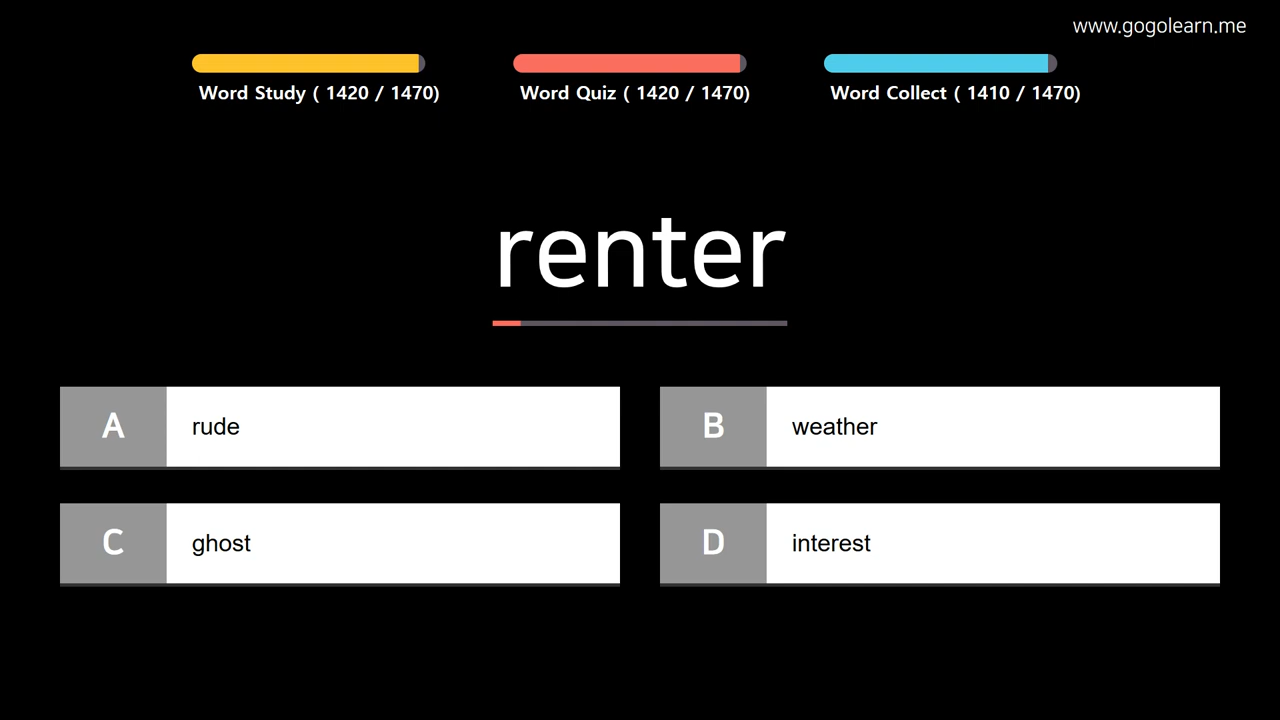 www.gogolearn.me
Word Study ( 1420 / 1470)
Word Quiz ( 1420 / 1470)
Word Collect ( 1410 / 1470)
renter
A rude
B weather
C ghost
D interest